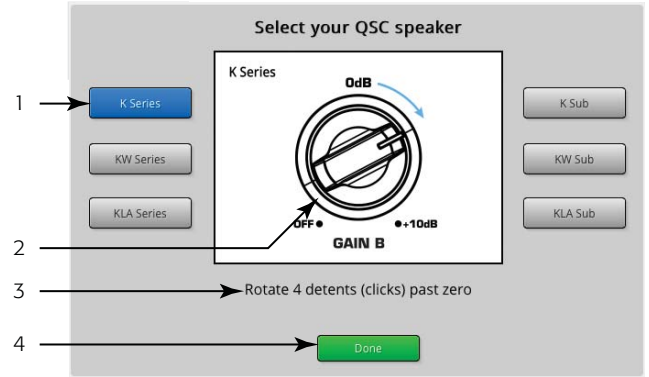 Select your QSC speaker
1
K Series
KW Series
KLA Series
K Series
0dB
OFF
+10dB
GAIN B
K Sub
KW Sub
KLA Sub
2
3
Rotate 4 detents (clicks) past zero
4
Done